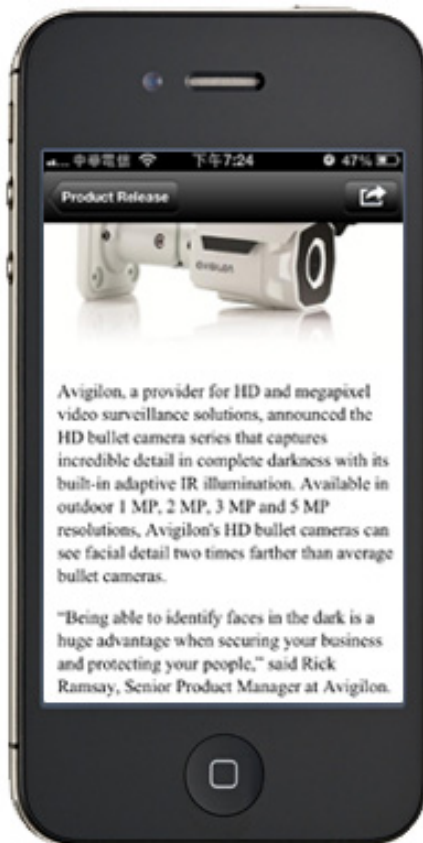 中華電信 下午7:24 47%
Product Release
AVIGILON
Avigilon, a provider for HD and megapixel
video surveillance solutions, announced the
HD bullet camera series that captures
incredible detail in complete darkness with its
built-in adaptive IR illumination. Available in
outdoor 1 MP, 2 MP, 3 MP and 5 MP
resolutions, Avigilon's HD bullet cameras can
see facial detail two times farther than average
bullet cameras.
“Being able to identify faces in the dark is a
huge advantage when securing your business
and protecting your people,” said Rick
Ramsay, Senior Product Manager at Avigilon.